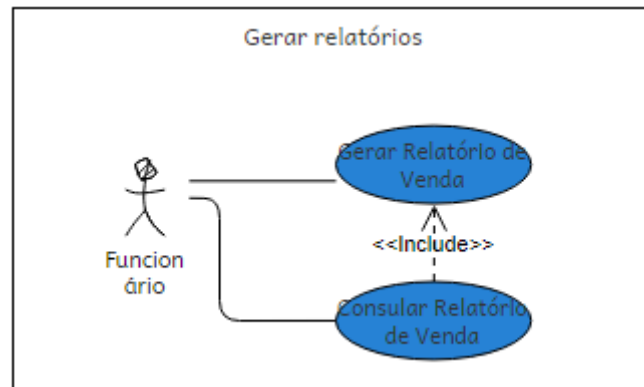 Gerar relatórios
Gerar Relatório de
Venda
<<Include>>
Funcion
ário
Consular Relatório
de Venda